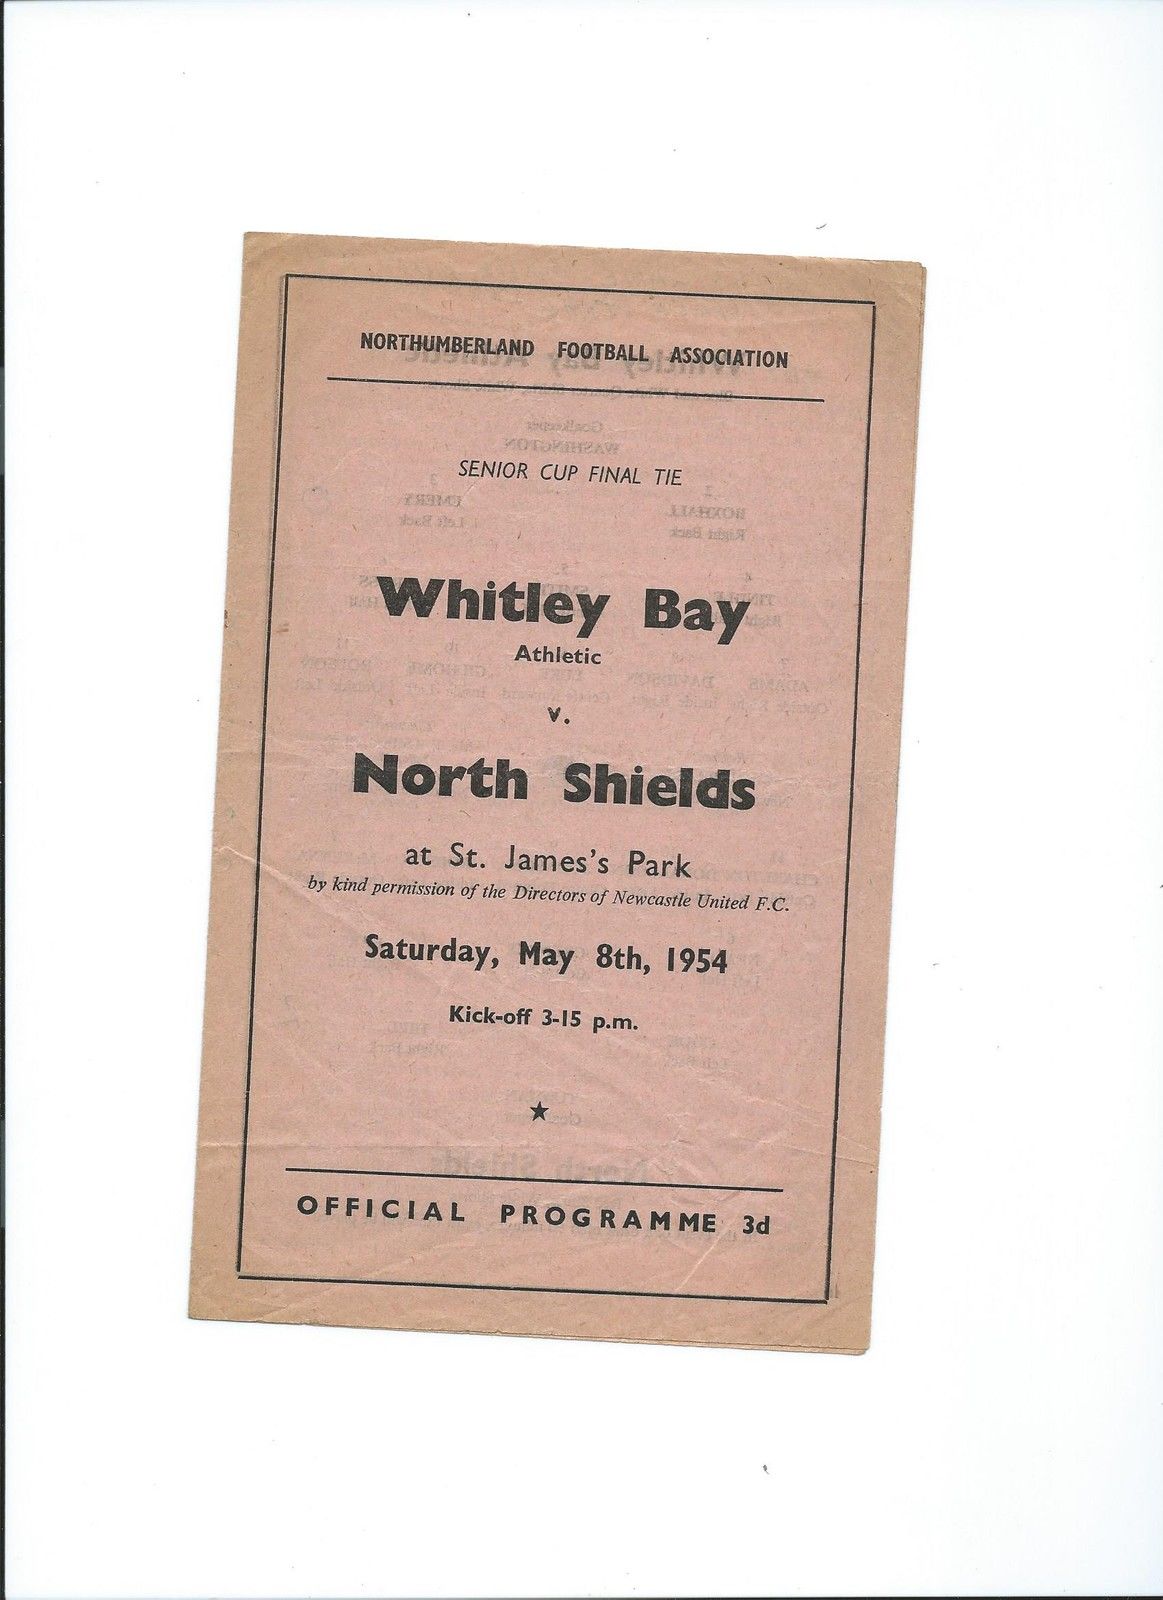 NORTHUMBERLAND FOOTBALL ASSOCIATION
SENIOR CUP FINAL TIE
Whitley Bay
Athletic
v.
North Shields
at St. James's Park
by kind permission of the Directors of Newcastle United F.C.
Saturday, May 8th, 1954
Kick-off 3-15 p.m.
OFFICIAL PROGRAMME 3d